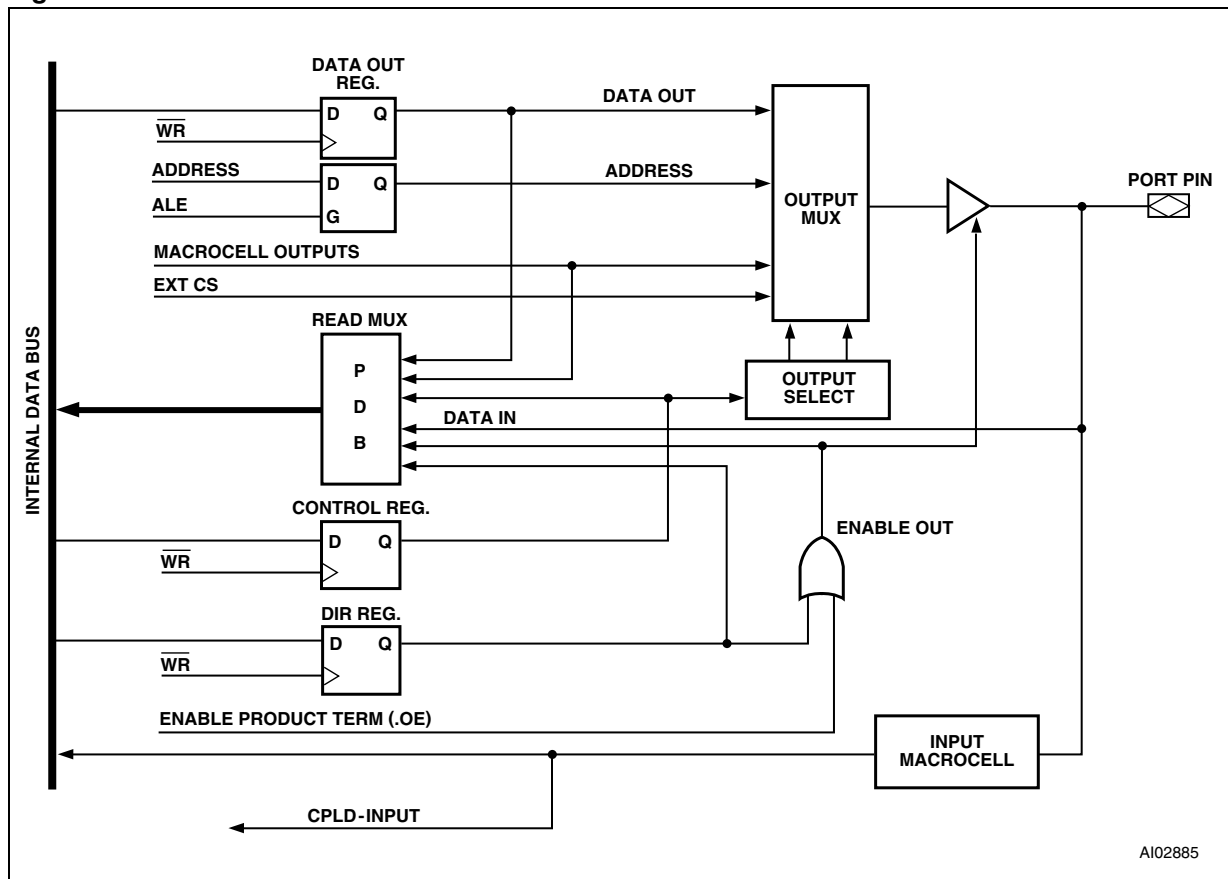 DATA OUT
REG.
D Q
WR
DATA OUT
ADDRESS
ALE
D Q
G
ADDRESS
OUTPUT
MUX
PORT PIN
MACROCELL OUTPUTS
EXT CS
READ MUX
P
D
B
OUTPUT
SELECT
DATA IN
INTERNAL DATA BUS
CONTROL REG.
D Q
WR
ENABLE OUT
DIR REG.
D Q
WR
ENABLE PRODUCT TERM (.OE)
INPUT
MACROCELL
CPLD-INPUT
AI02885